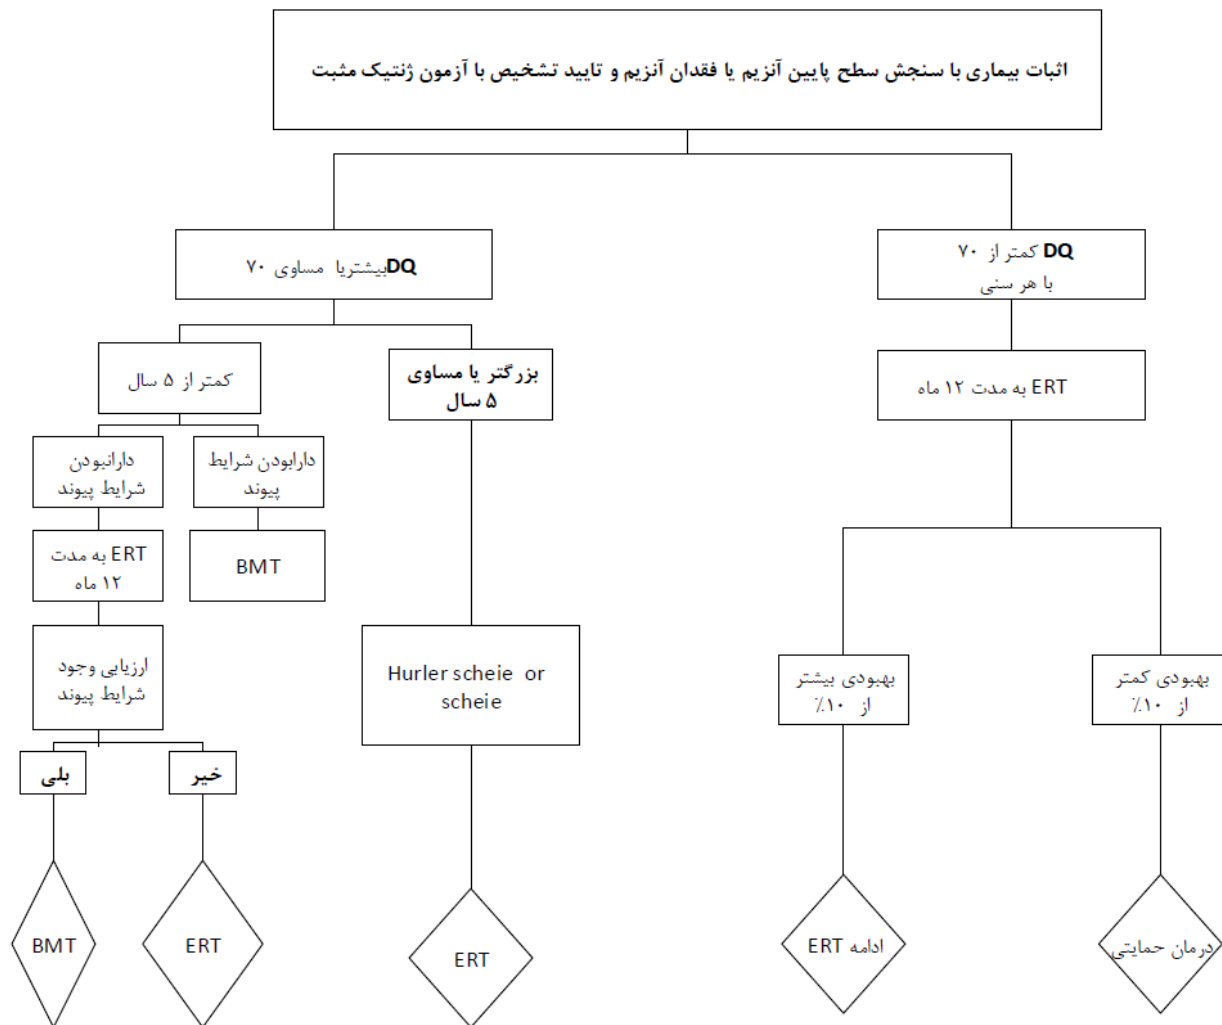 اثبات بیماری با سنجش سطح پایین آنزیم یا فقدان آنزیم و تایید تشخیص با آزمون ژنتیک مثبت
DQ کمتر از ۷۰
با هر سنی
DQبیشتریا مساوی ۷۰
ERT به مدت ۱۲ ماه
بزرگتر یا مساوی
۵ سال
کمتر از ۵ سال
دارابودن شرایط
پیوند
دارانبودن
شرایط پیوند
BMT
ERT به مدت
۱۲ ماه
بهبودی کمتر
از ۱۰٪
بهبودی بیشتر
از ۱۰٪
Hurler scheie or
scheie
ارزیابی وجود
شرایط پیوند
خیر
بلی
درمان حمایتی
ادامه ERT
ERT
ERT
BMT